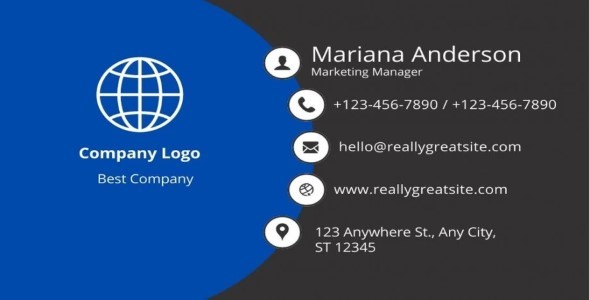 Company Logo
Best Company
Mariana Anderson
Marketing Manager
+123-456-7890 / +123-456-7890
hello@reallygreatsite.com
www.reallygreatsite.com
123 Anywhere St., Any City,
ST 12345